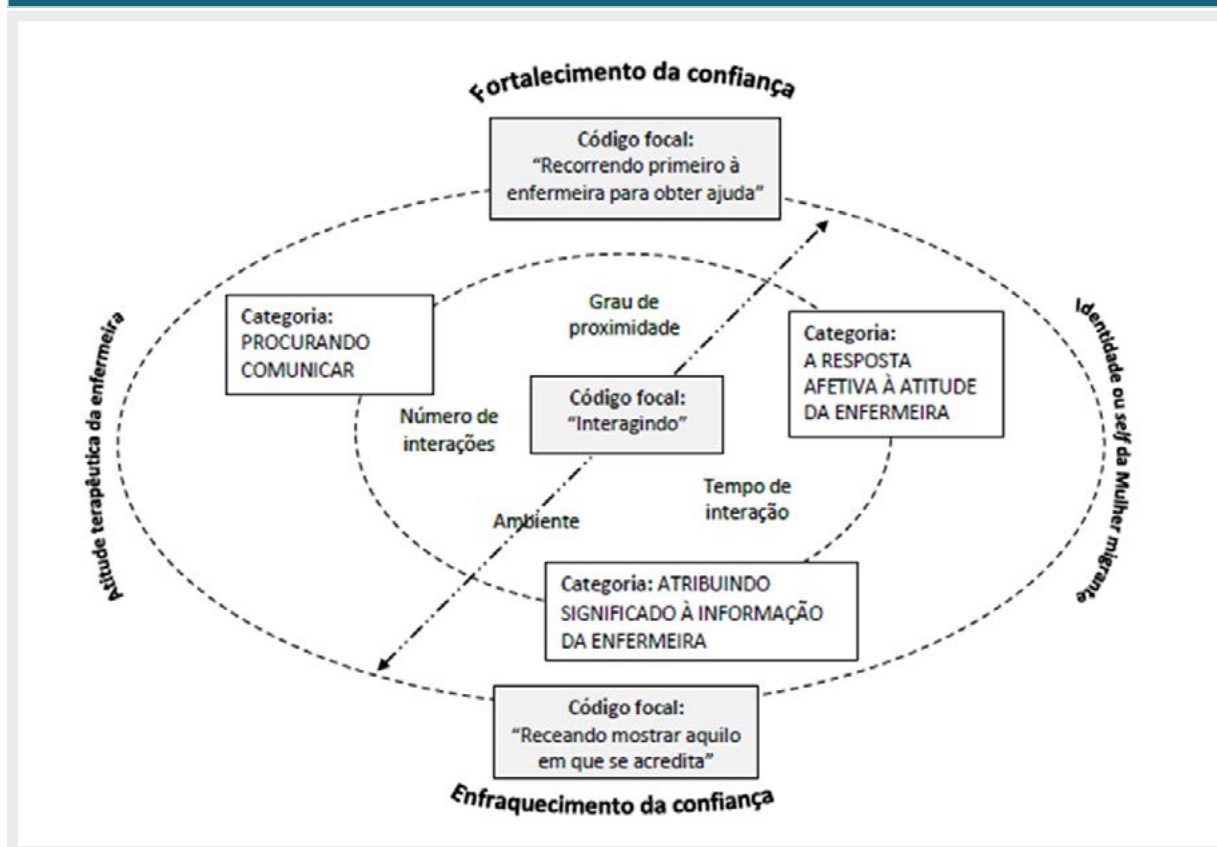 Fortalecimento da confiança
Código focal:
“Recorrendo primeiro à
enfermeira para obter ajuda”
Categoria:
PROCURANDO
COMUNICAR
Grau de
proximidade
Categoria:
A RESPOSTA
AFETIVA À ATITUDE
DA ENFERMEIRA
Atitude terapêutica da enfermeira
Identidade ou self da Mulher migrante
Código focal:
“Interagindo”
Número de
interações
Tempo de
interação
Ambiente
Categoria: ATRIBUINDO
SIGNIFICADO À INFORMAÇÃO
DA ENFERMEIRA
Código focal:
“Receando mostrar aquilo
em que se acredita”
Enfraquecimento da confiança